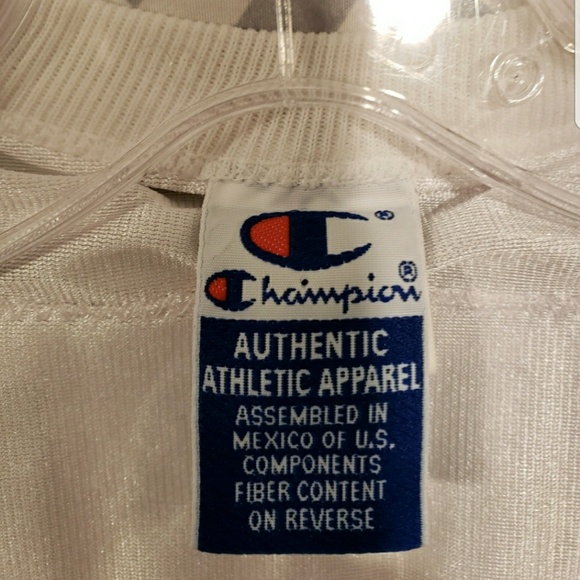 Champion®
AUTHENTIC
ATHLETIC APPAREL
ASSEMBLED IN
MEXICO OF U.S.
COMPONENTS
FIBER CONTENT
ON REVERSE